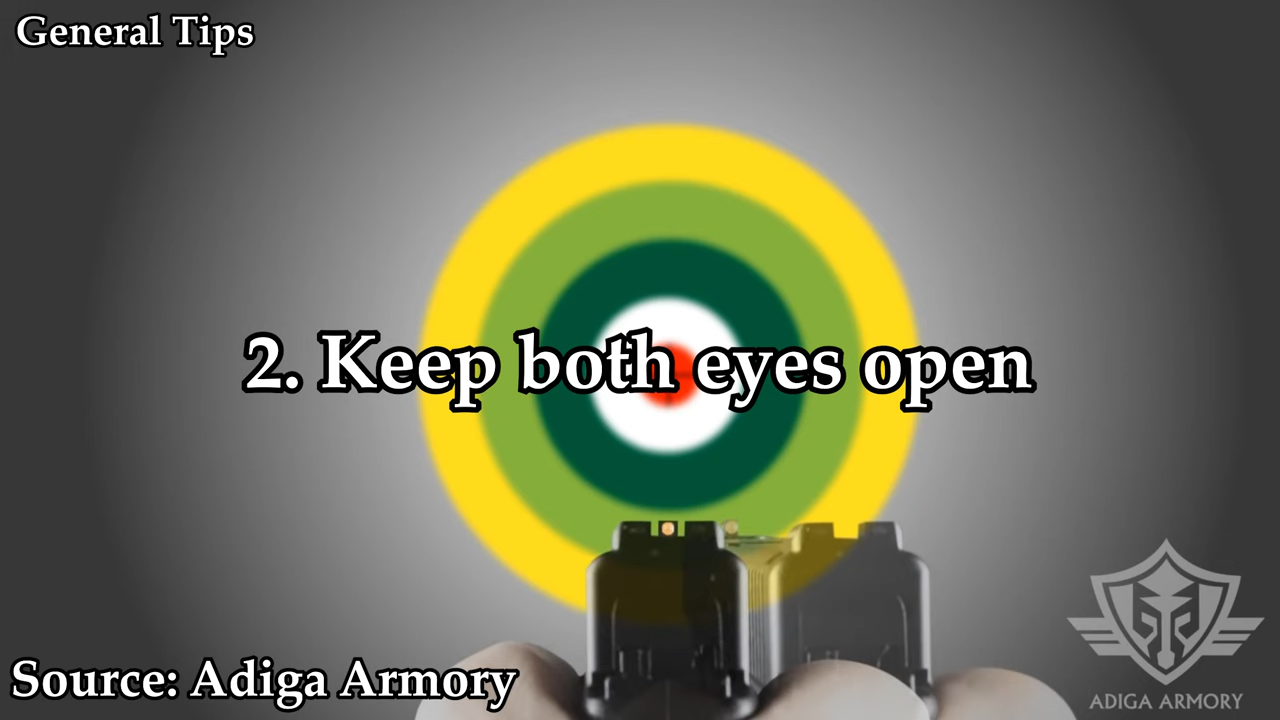 General Tips
2. Keep both eyes open
Source: Adiga Armory
ADIGA ARMORY